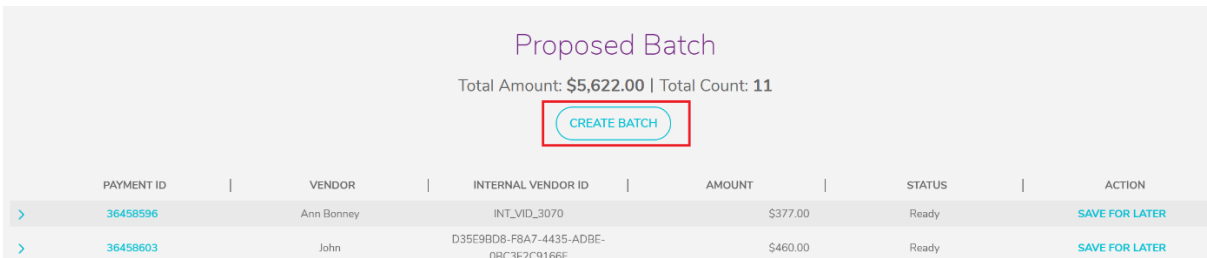 Proposed Batch
Total Amount: $5,622.00 | Total Count: 11
CREATE BATCH
PAYMENT ID | VENDOR | INTERNAL VENDOR ID | AMOUNT | STATUS | ACTION
> 36458596 Ann Bonney INT_VID_3070 $377.00 Ready SAVE FOR LATER
> 36458603 John D35E9BD8-F8A7-4435-ADBE- $460.00 Ready SAVE FOR LATER
0BC3F2C9166F